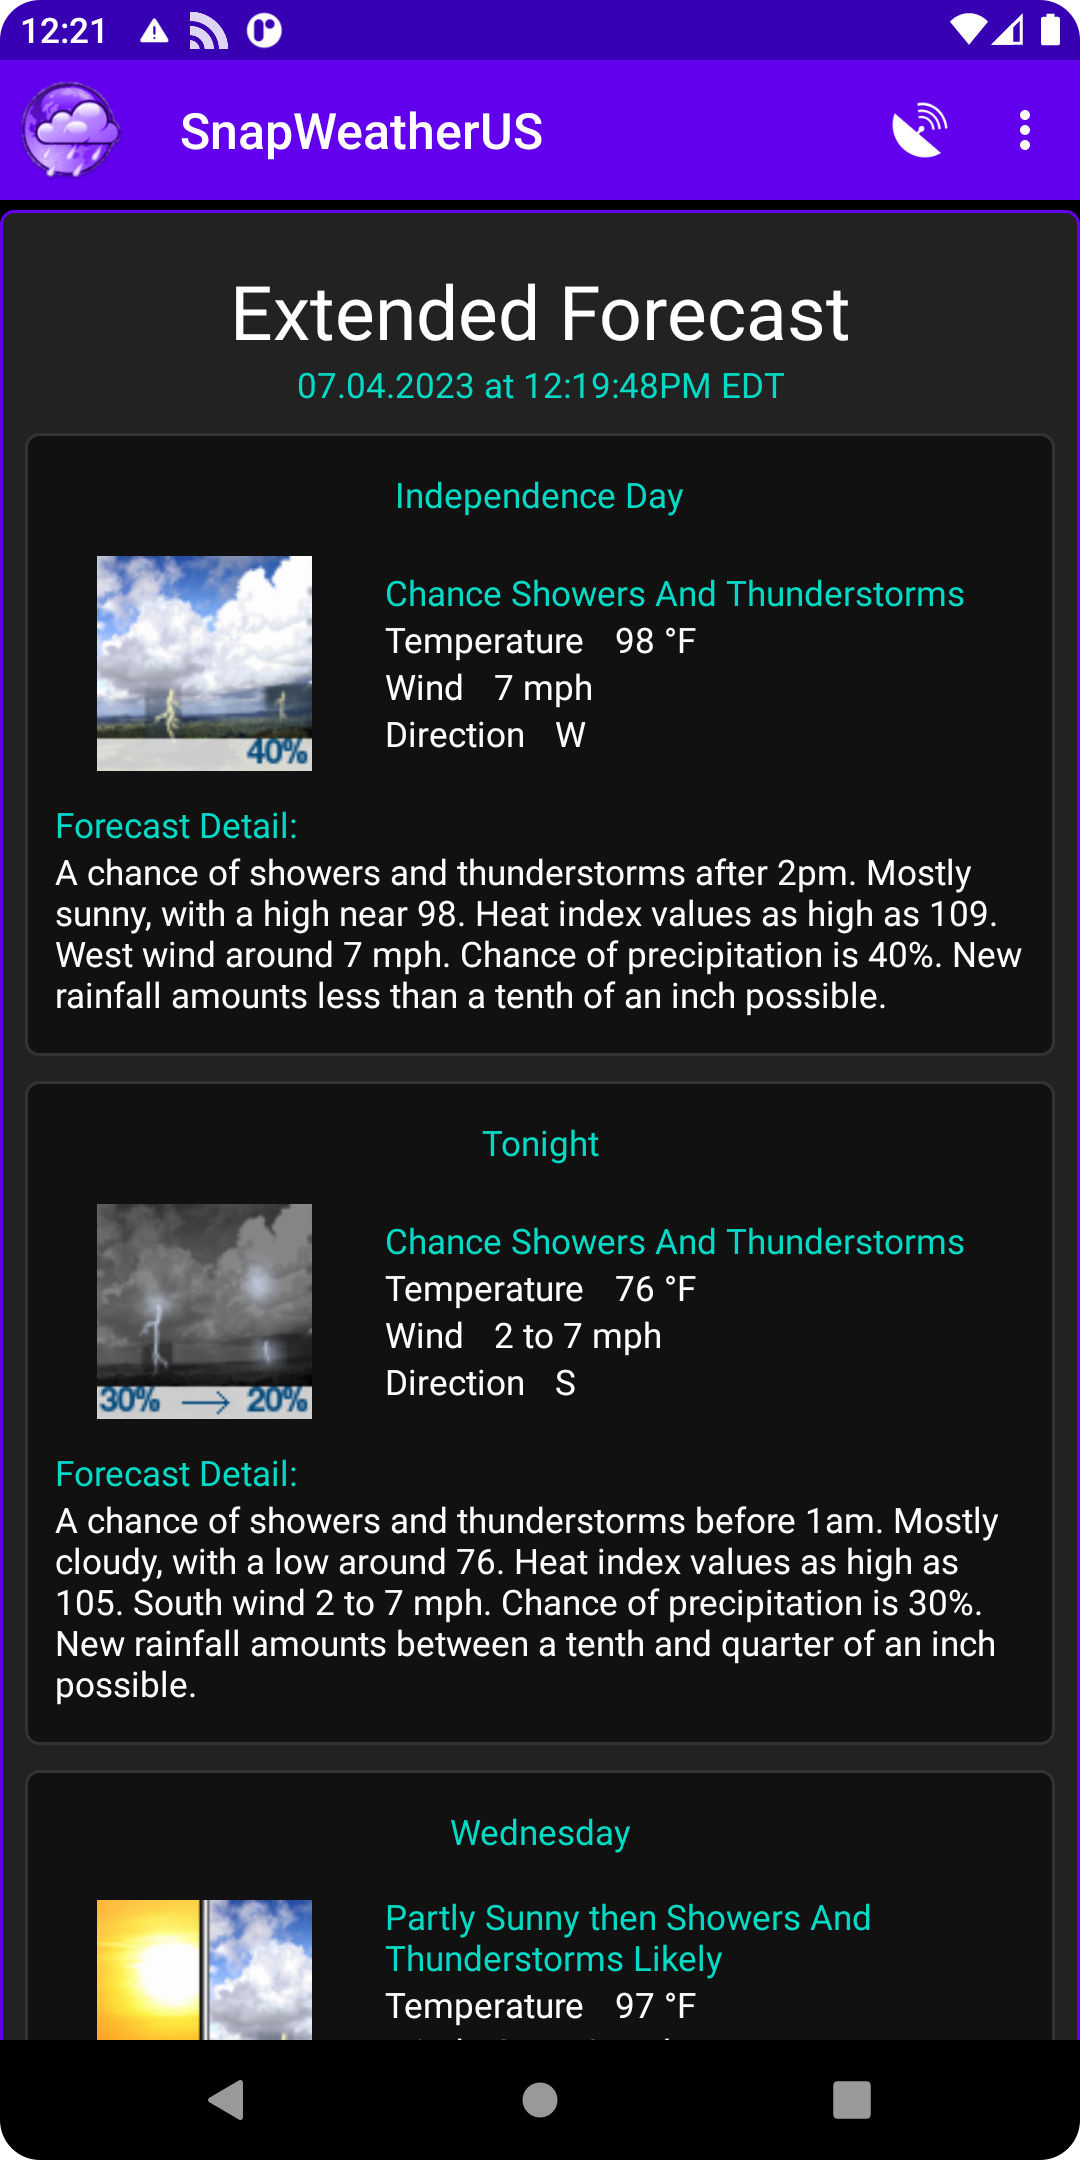 12:21
SnapWeatherUS
Extended Forecast
07.04.2023 at 12:19:48PM EDT
Independence Day
Chance Showers And Thunderstorms
Temperature 98 °F
Wind 7 mph
Direction W
40%
Forecast Detail:
A chance of showers and thunderstorms after 2pm. Mostly
sunny, with a high near 98. Heat index values as high as 109.
West wind around 7 mph. Chance of precipitation is 40%. New
rainfall amounts less than a tenth of an inch possible.
Tonight
Chance Showers And Thunderstorms
Temperature 76 °F
Wind 2 to 7 mph
Direction S
30% → 20%
Forecast Detail:
A chance of showers and thunderstorms before 1am. Mostly
cloudy, with a low around 76. Heat index values as high as
105. South wind 2 to 7 mph. Chance of precipitation is 30%.
New rainfall amounts between a tenth and quarter of an inch
possible.
Wednesday
Partly Sunny then Showers And
Thunderstorms Likely
Temperature 97 °F